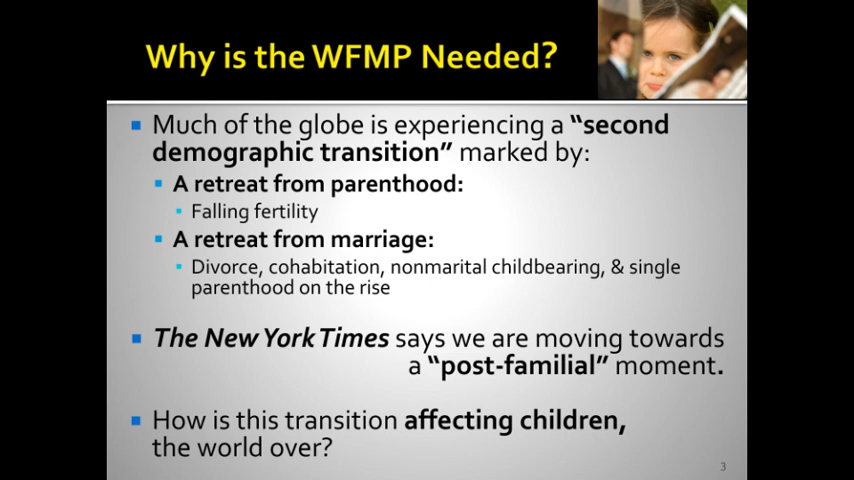 Why is the WFMP Needed?
Much of the globe is experiencing a “second
demographic transition” marked by:
A retreat from parenthood:
Falling fertility
A retreat from marriage:
Divorce, cohabitation, nonmarital childbearing, & single
parenthood on the rise
The New York Times says we are moving towards
a “post-familial” moment.
How is this transition affecting children,
the world over?
3